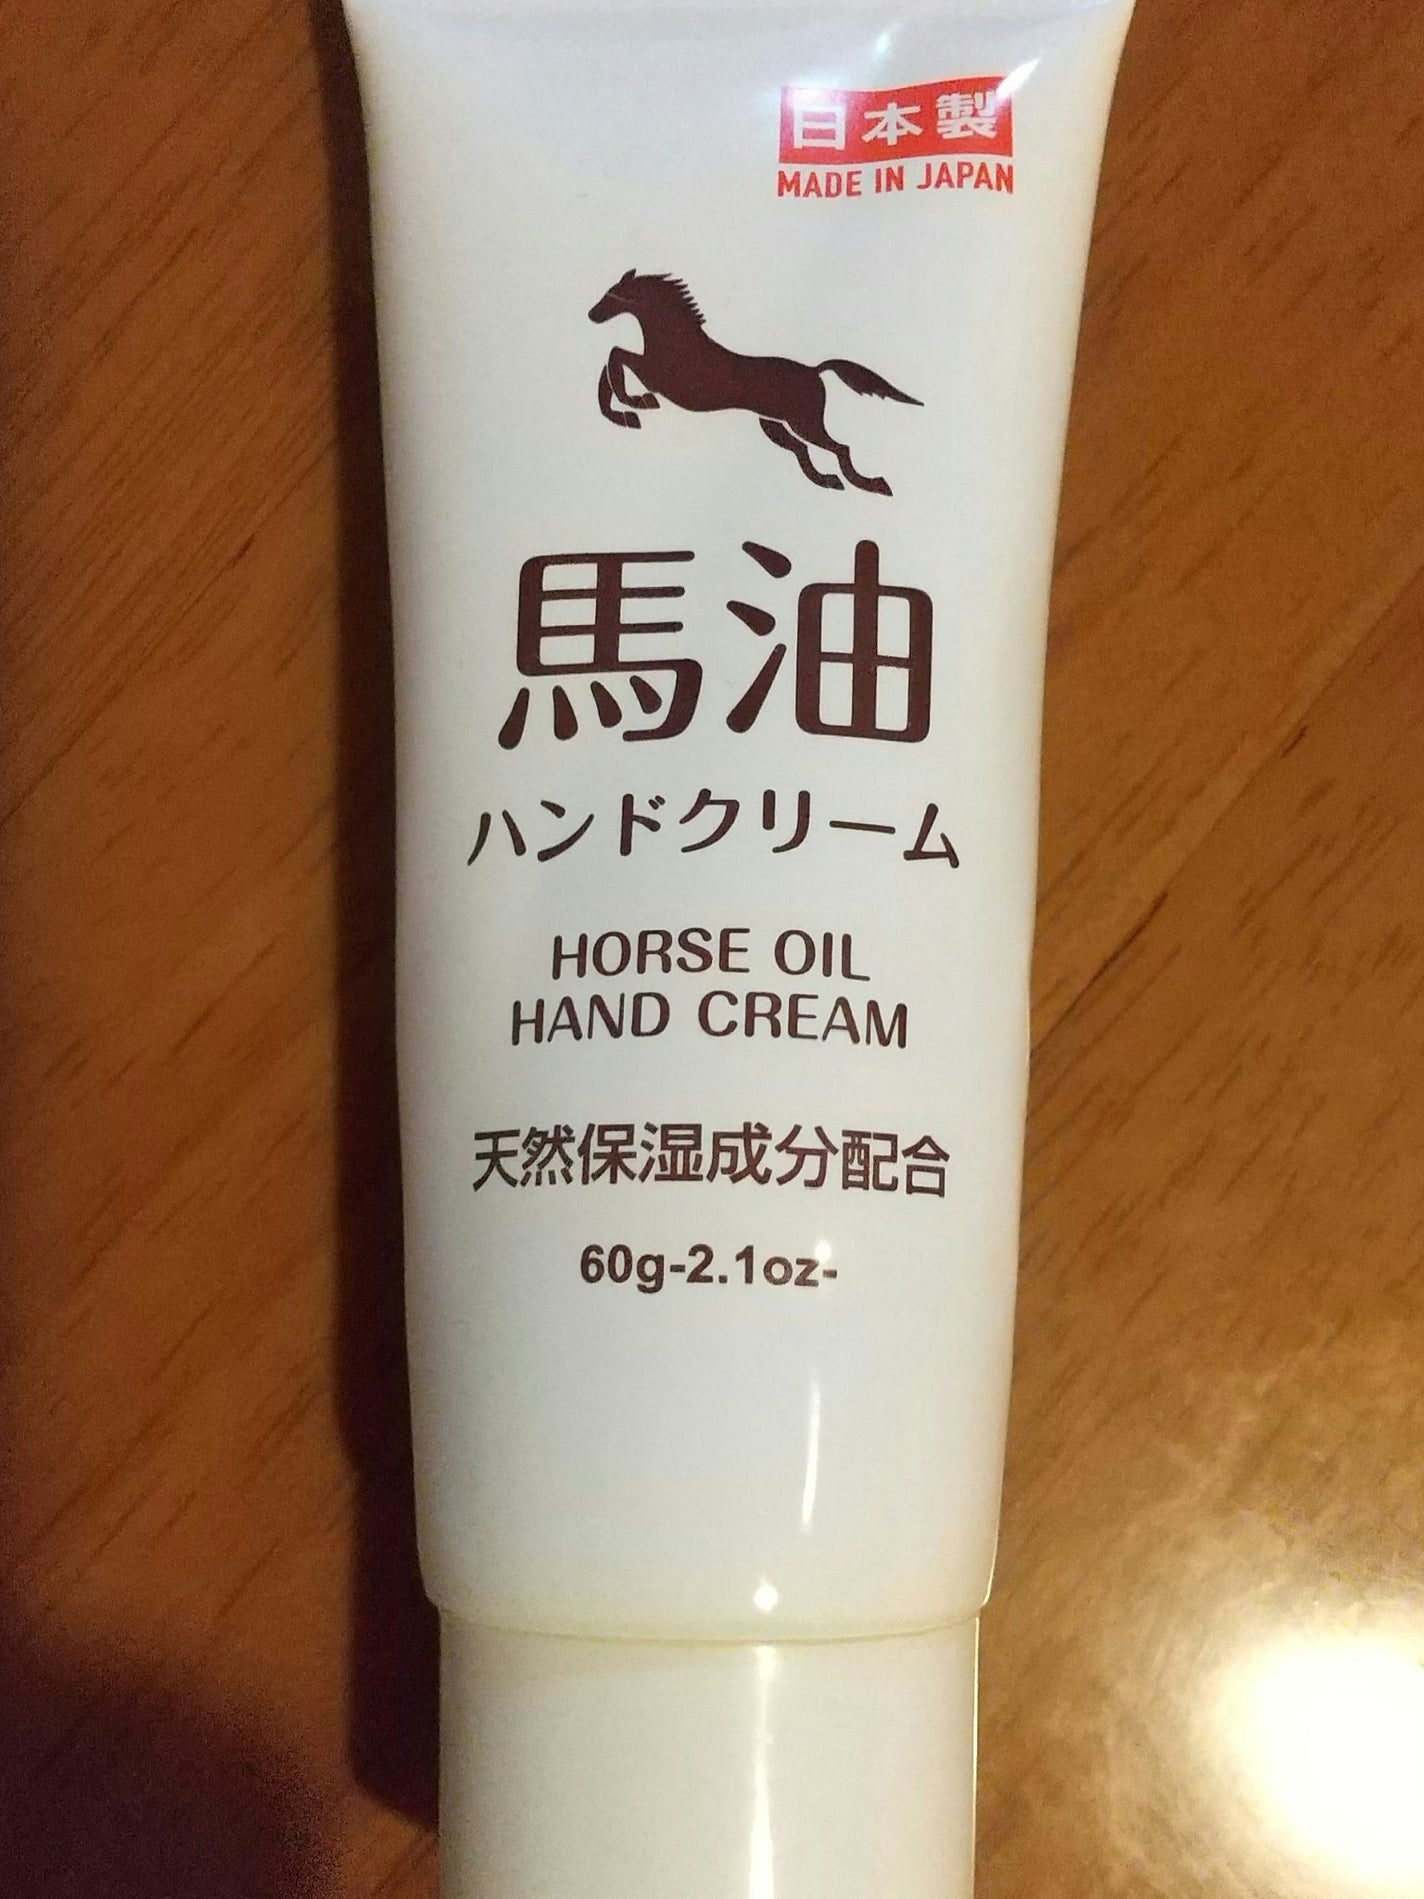 日本製
MADE IN JAPAN
馬油
ハンドクリーム
HORSE OIL
HAND CREAM
天然保湿成分配合
60g-2.1oz-